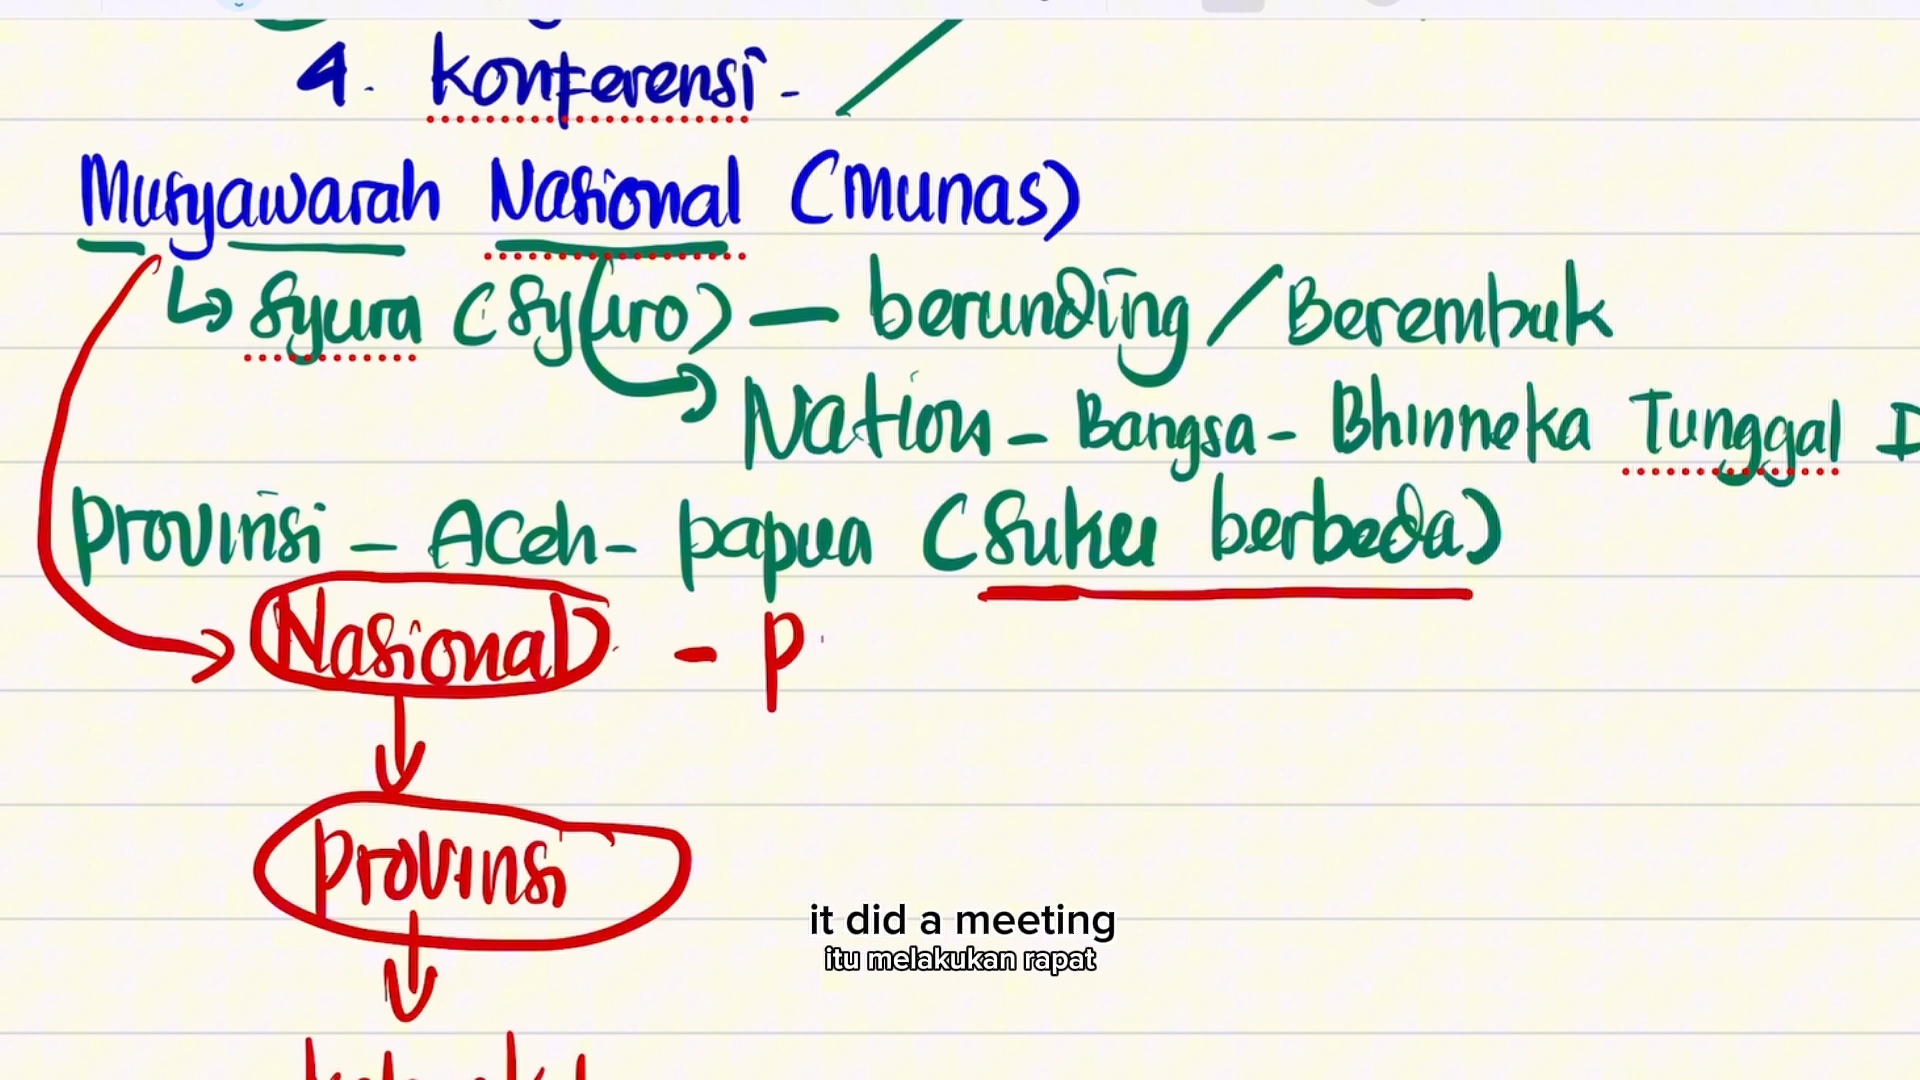 4. Konferensi -
Musyawarah Nasional (Munas)
Syura (Syuro) — berunding / Berembuk
Nation - Bangsa - Bhinneka Tunggal
Provinsi - Aceh - papua (Suku berbeda)
Nasional - P
Provinsi
it did a meeting
itu melakukan rapat